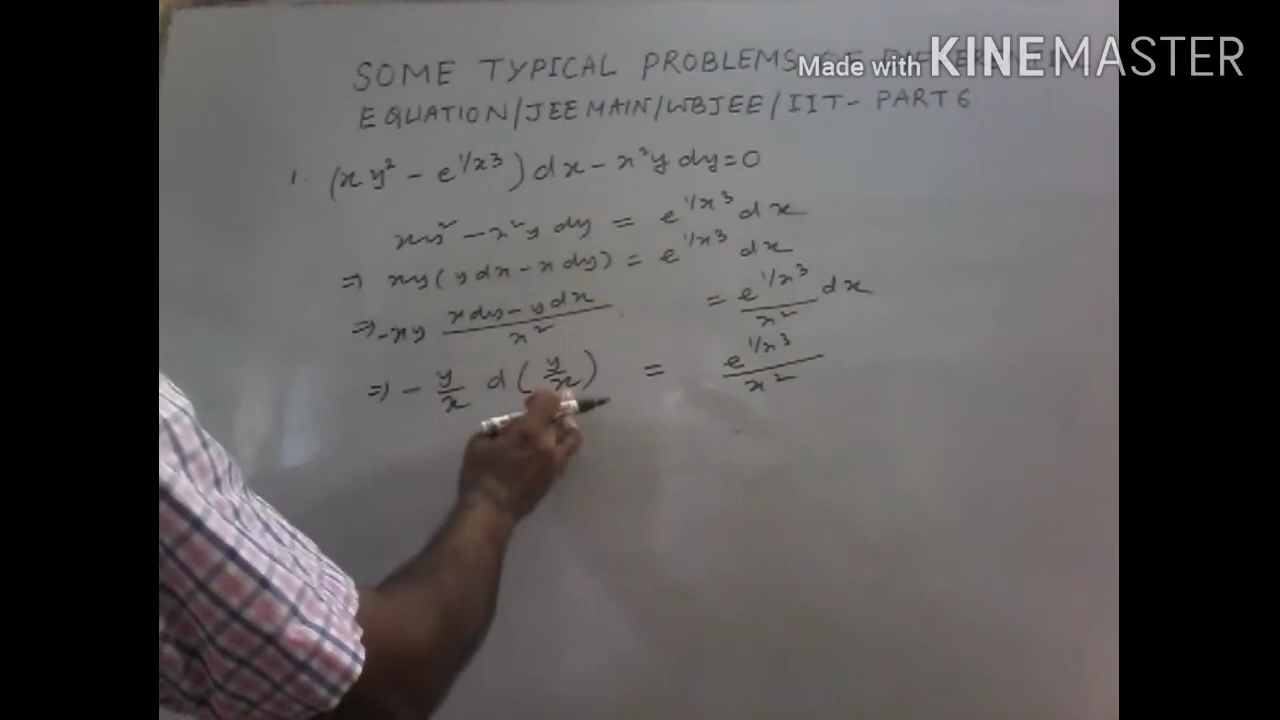 Made with KINEMASTER
SOME TYPICAL PROBLEMS OF
EQUATION/JEE MAIN/WBJEE/IIT- PART 6
1. (xy² - e^{1/x3}) dx - x²y dy = 0
xy² - x²y dy = e^{1/x3} dx
⇒ xy(y dx - x dy) = e^{1/x3} dx
⇒ -xy (x dy - y dx)/x² = e^{1/x3}/x² dx
⇒ - y/x d(y/x) = e^{1/x3}/x²